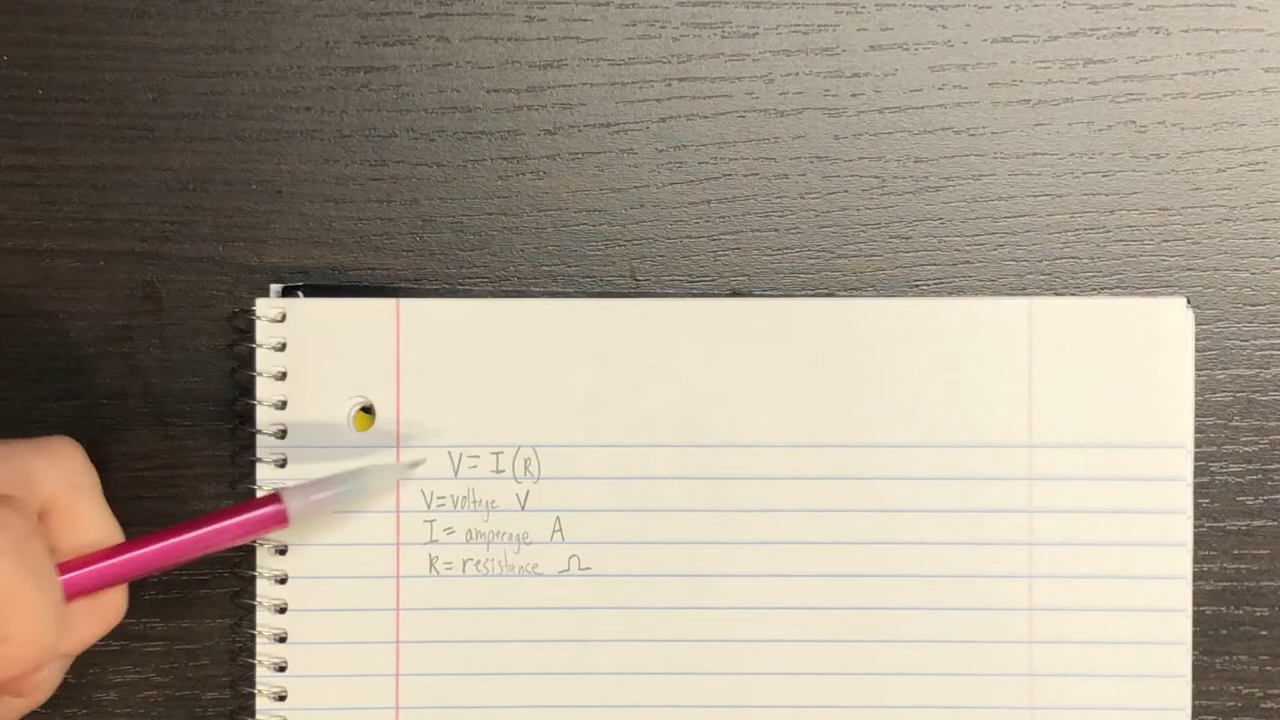 V= I(R)
V=voltage V
I= amperage A
R= resistance Ω